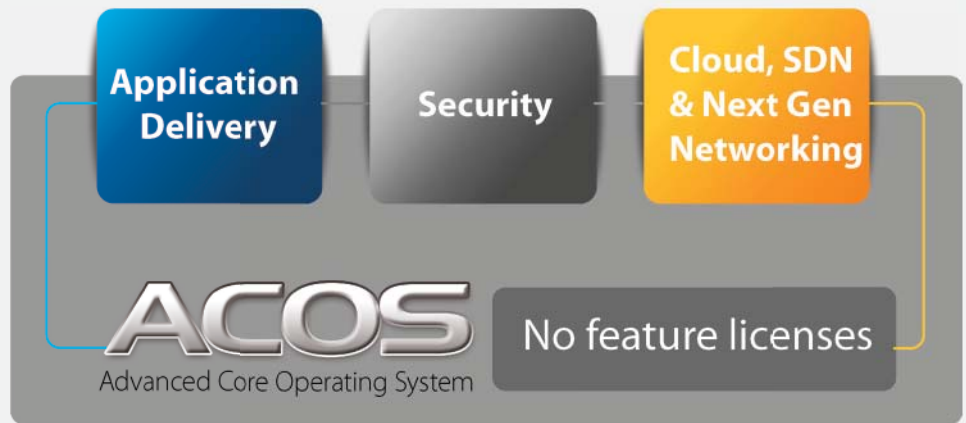 Application
Delivery
Security
Cloud, SDN
& Next Gen
Networking
ACOS
Advanced Core Operating System
No feature licenses